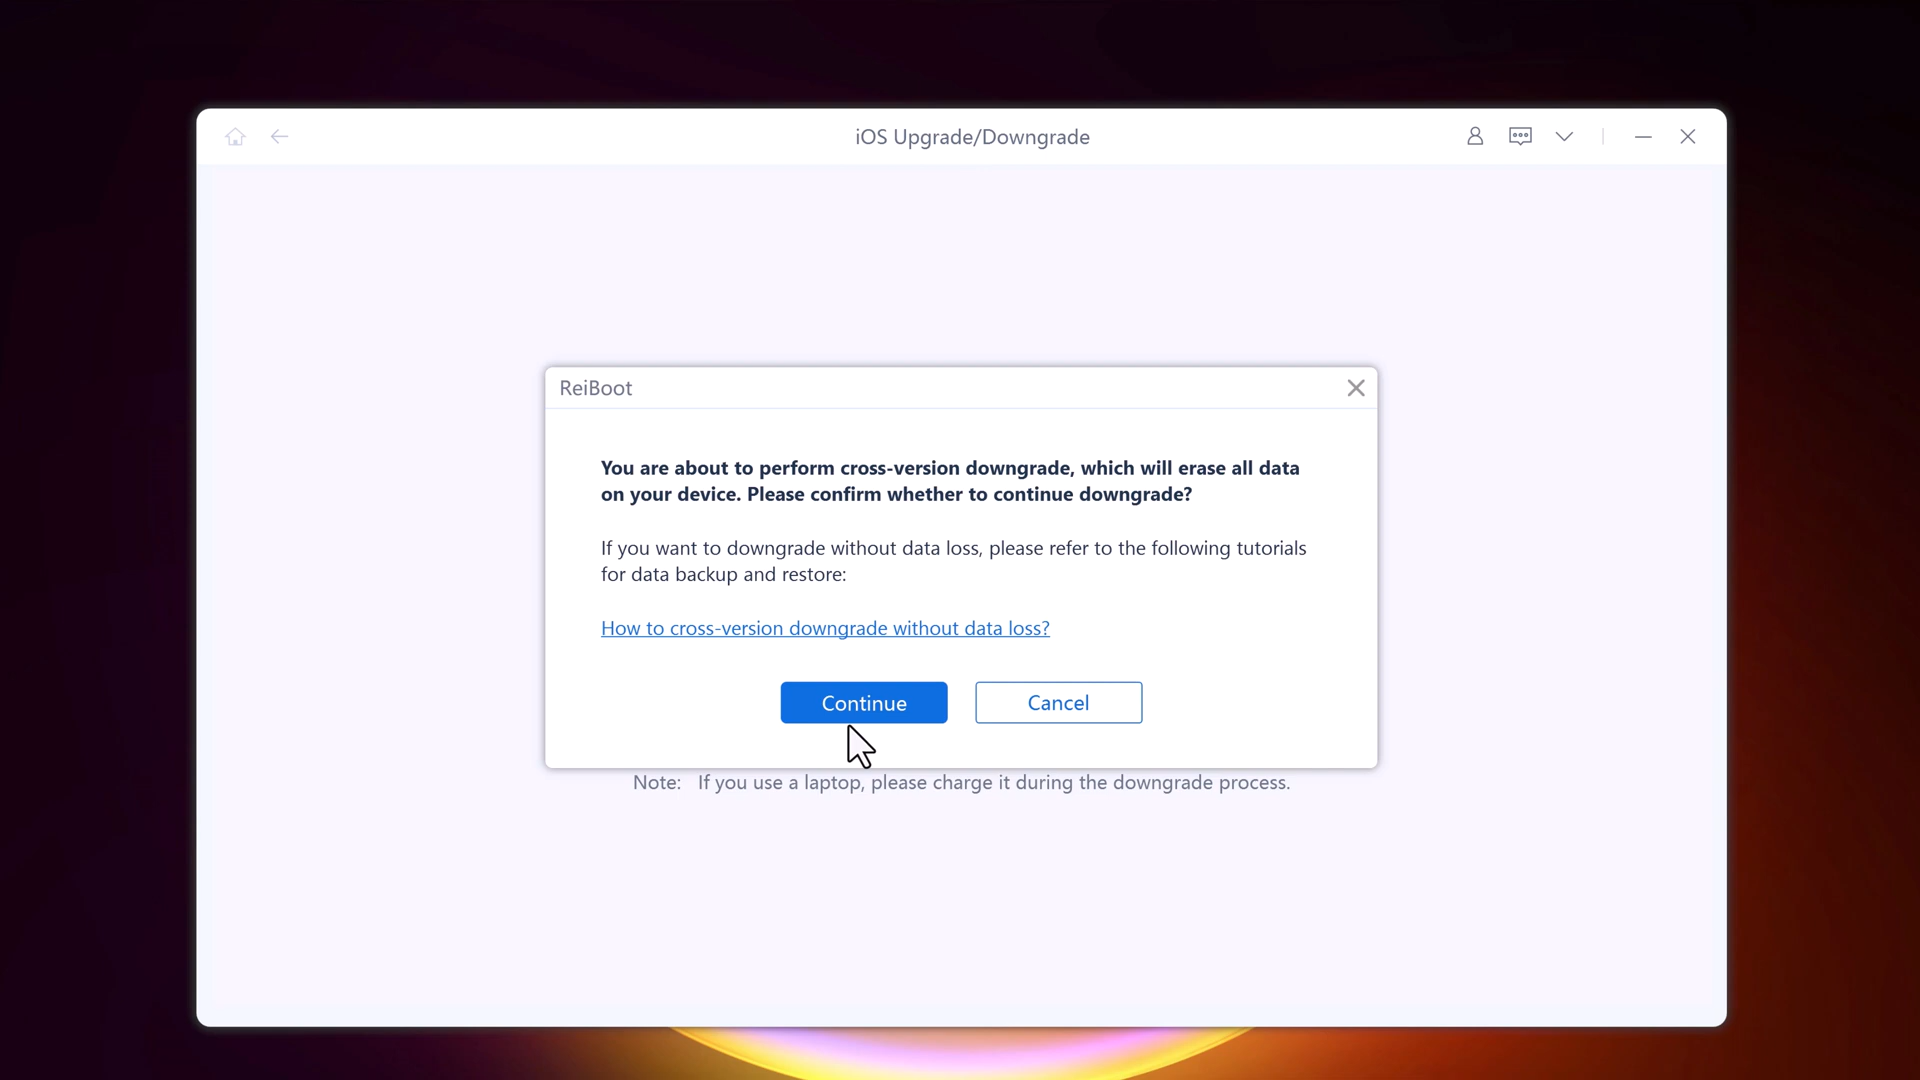 iOS Upgrade/Downgrade
ReiBoot
You are about to perform cross-version downgrade, which will erase all data
on your device. Please confirm whether to continue downgrade?
If you want to downgrade without data loss, please refer to the following tutorials
for data backup and restore:
How to cross-version downgrade without data loss?
Continue
Cancel
Note: If you use a laptop, please charge it during the downgrade process.